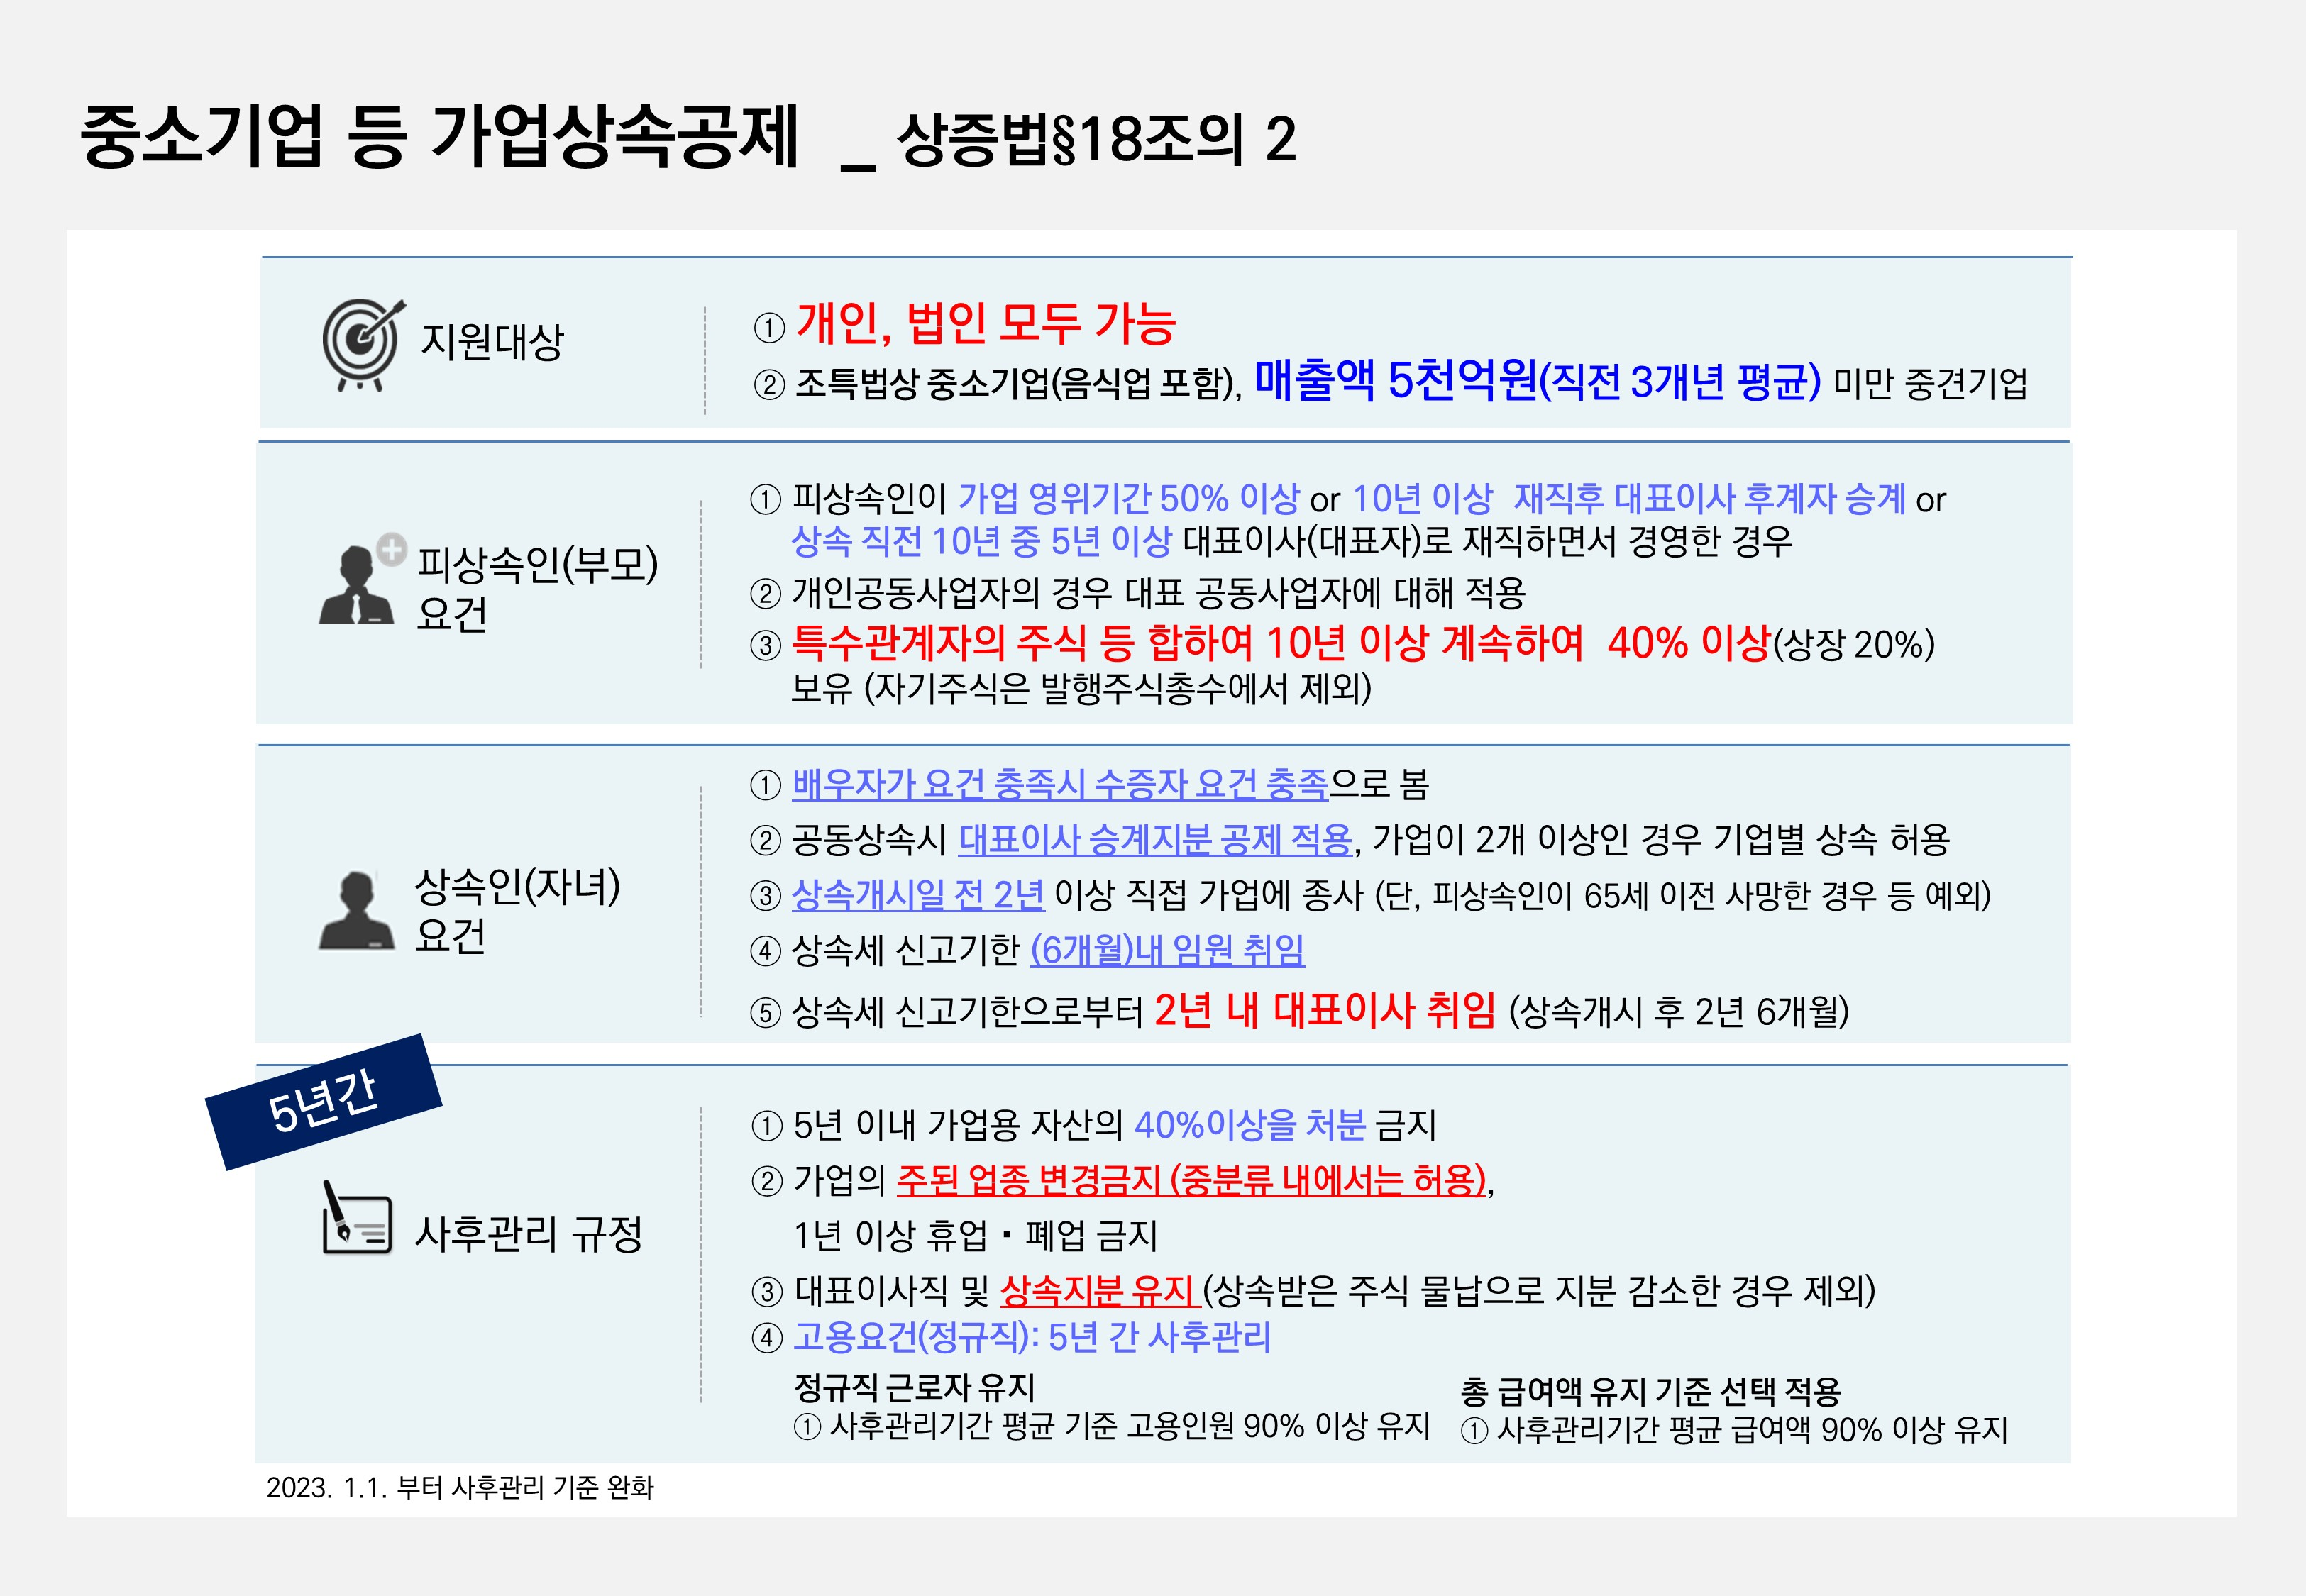 중소기업 등 가업상속공제 _ 상증법§18조의 2
지원대상
① 개인, 법인 모두 가능
② 조특법상 중소기업(음식업 포함), 매출액 5천억원(직전 3개년 평균) 미만 중견기업
피상속인(부모)
요건
① 피상속인이 가업 영위기간 50% 이상 or 10년 이상 재직후 대표이사 후계자 승계 or
상속 직전 10년 중 5년 이상 대표이사(대표자)로 재직하면서 경영한 경우
② 개인공동사업자의 경우 대표 공동사업자에 대해 적용
③ 특수관계자의 주식 등 합하여 10년 이상 계속하여 40% 이상(상장 20%)
보유 (자기주식은 발행주식총수에서 제외)
상속인(자녀)
요건
① 배우자가 요건 충족시 수증자 요건 충족으로 봄
② 공동상속시 대표이사 승계지분 공제 적용, 가업이 2개 이상인 경우 기업별 상속 허용
③ 상속개시일 전 2년 이상 직접 가업에 종사 (단, 피상속인이 65세 이전 사망한 경우 등 예외)
④ 상속세 신고기한 (6개월)내 임원 취임
⑤ 상속세 신고기한으로부터 2년 내 대표이사 취임 (상속개시 후 2년 6개월)
5년간
사후관리 규정
① 5년 이내 가업용 자산의 40%이상을 처분 금지
② 가업의 주된 업종 변경금지 (중분류 내에서는 허용),
1년 이상 휴업 · 폐업 금지
③ 대표이사직 및 상속지분 유지 (상속받은 주식 물납으로 지분 감소한 경우 제외)
④ 고용요건(정규직): 5년 간 사후관리
정규직 근로자 유지
① 사후관리기간 평균 기준 고용인원 90% 이상 유지
총 급여액 유지 기준 선택 적용
① 사후관리기간 평균 급여액 90% 이상 유지
2023. 1.1. 부터 사후관리 기준 완화